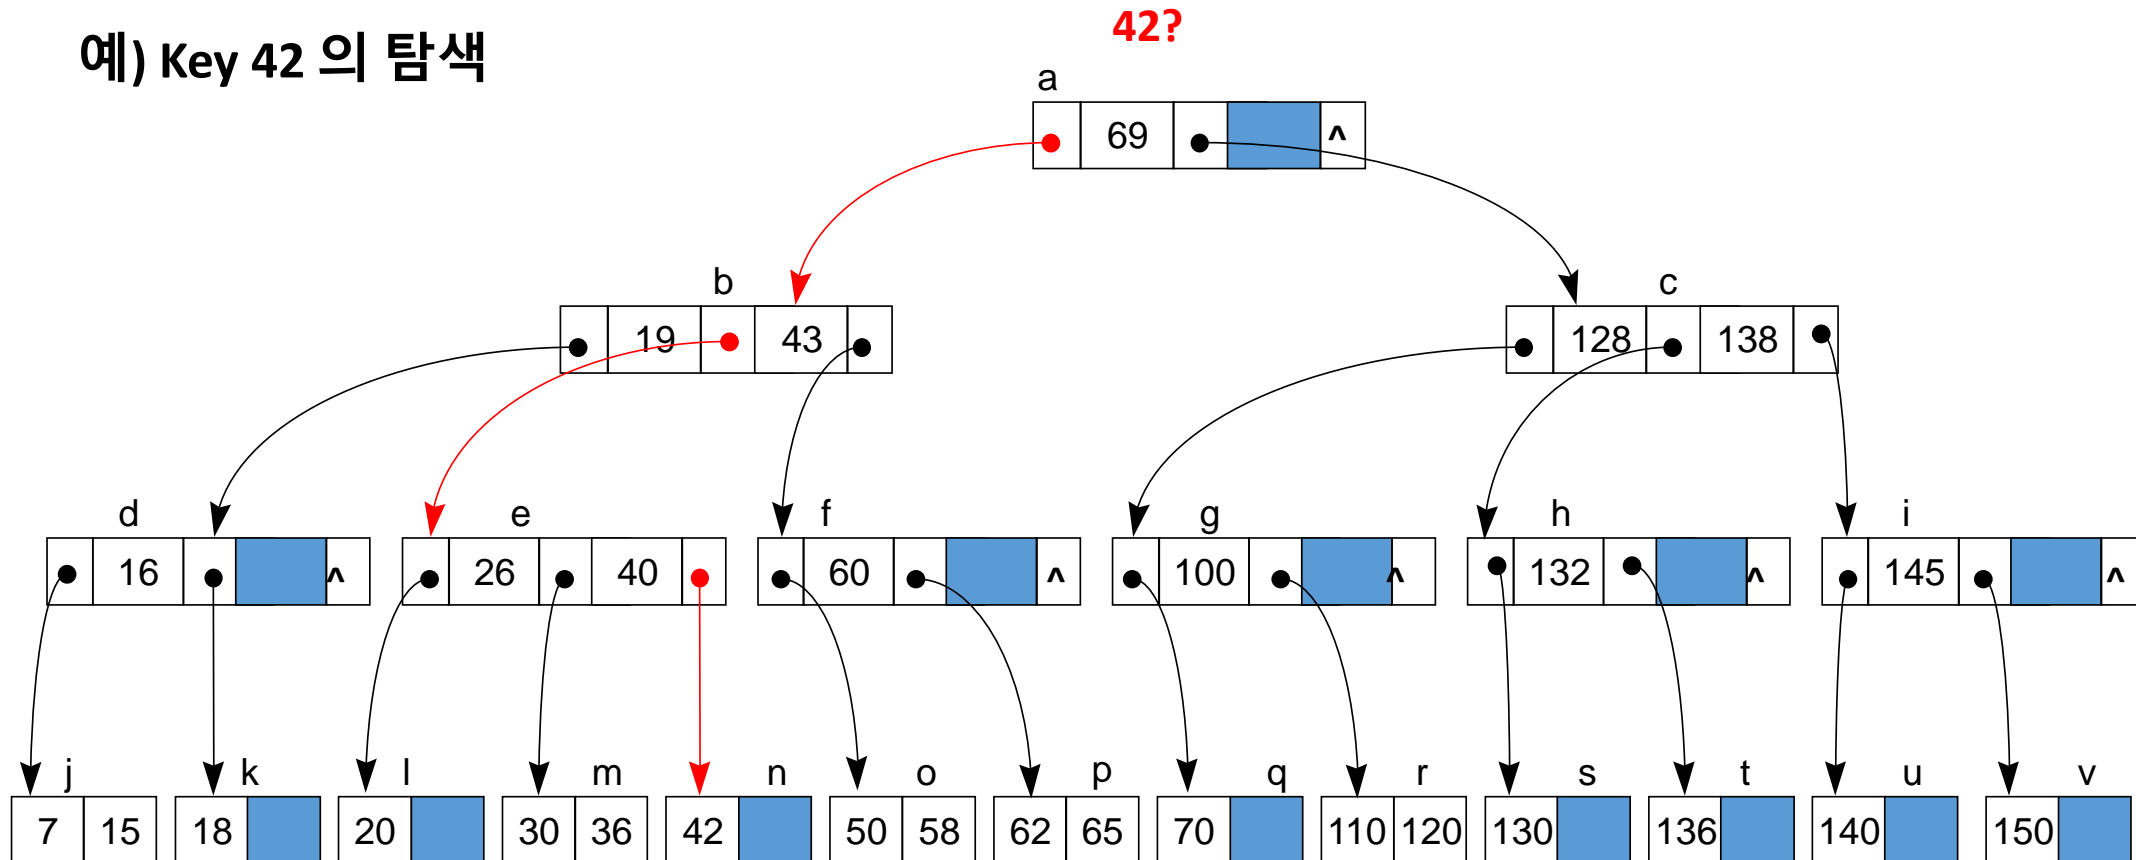 42?
예) Key 42 의 탐색
a
69 ^
b c
19 43 128 138
d e f g h i
16 ^ 26 40 60 ^ 100 ^ 132 ^ 145 ^
j k l m n o p q r s t u v
7 15 18 20 30 36 42 50 58 62 65 70 110 120 130 136 140 150